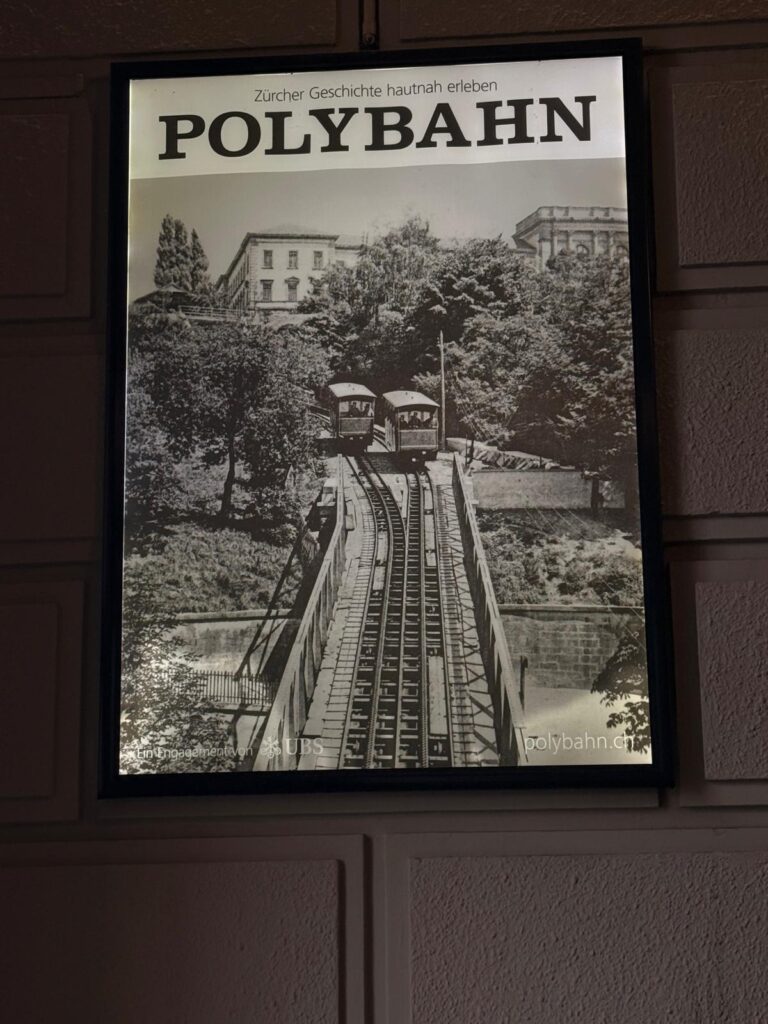 Zürcher Geschichte hautnah erleben
POLYBAHN
Ein Engagement von UBS
polybahn.ch